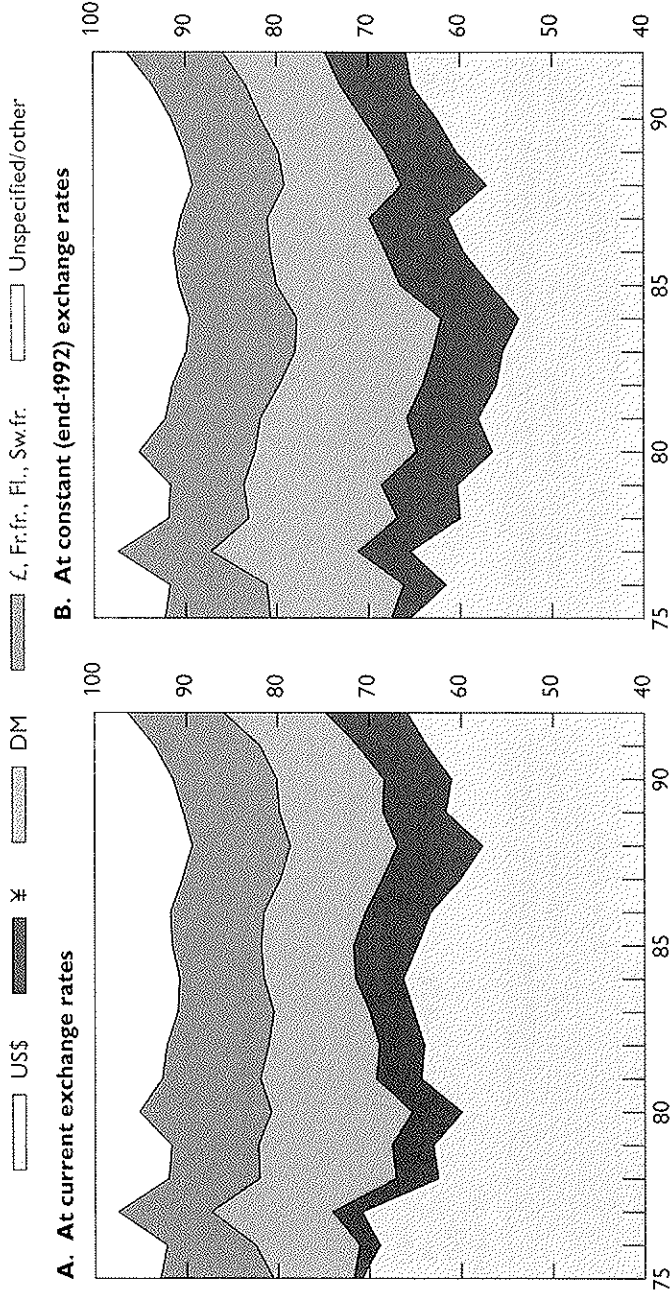 US$ ¥ DM £, Fr.fr., Fl., Sw.fr. Unspecified/other
A. At current exchange rates
100
90
80
70
60
50
40
75 80 85 90
B. At constant (end-1992) exchange rates
100
90
80
70
60
50
40
75 80 85 90